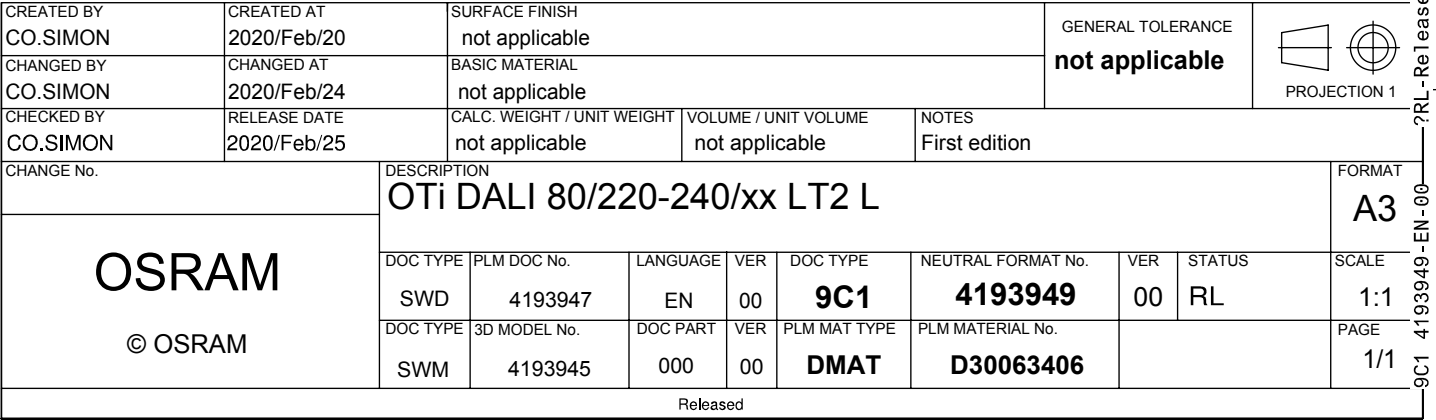 CREATED BY CREATED AT SURFACE FINISH GENERAL TOLERANCE
CO.SIMON 2020/Feb/20 not applicable not applicable
CHANGED BY CHANGED AT BASIC MATERIAL
CO.SIMON 2020/Feb/24 not applicable PROJECTION 1
CHECKED BY RELEASE DATE CALC. WEIGHT / UNIT WEIGHT VOLUME / UNIT VOLUME NOTES
CO.SIMON 2020/Feb/25 not applicable not applicable First edition
CHANGE No. DESCRIPTION FORMAT
OTi DALI 80/220-240/xx LT2 L A3
OSRAM
© OSRAM
DOC TYPE PLM DOC No. LANGUAGE VER DOC TYPE NEUTRAL FORMAT No. VER STATUS SCALE
SWD 4193947 EN 00 9C1 4193949 00 RL 1:1
DOC TYPE 3D MODEL No. DOC PART VER PLM MAT TYPE PLM MATERIAL No. PAGE
SWM 4193945 000 00 DMAT D30063406 1/1
Released
9C1 4193949-EN-00 ?RL-Release